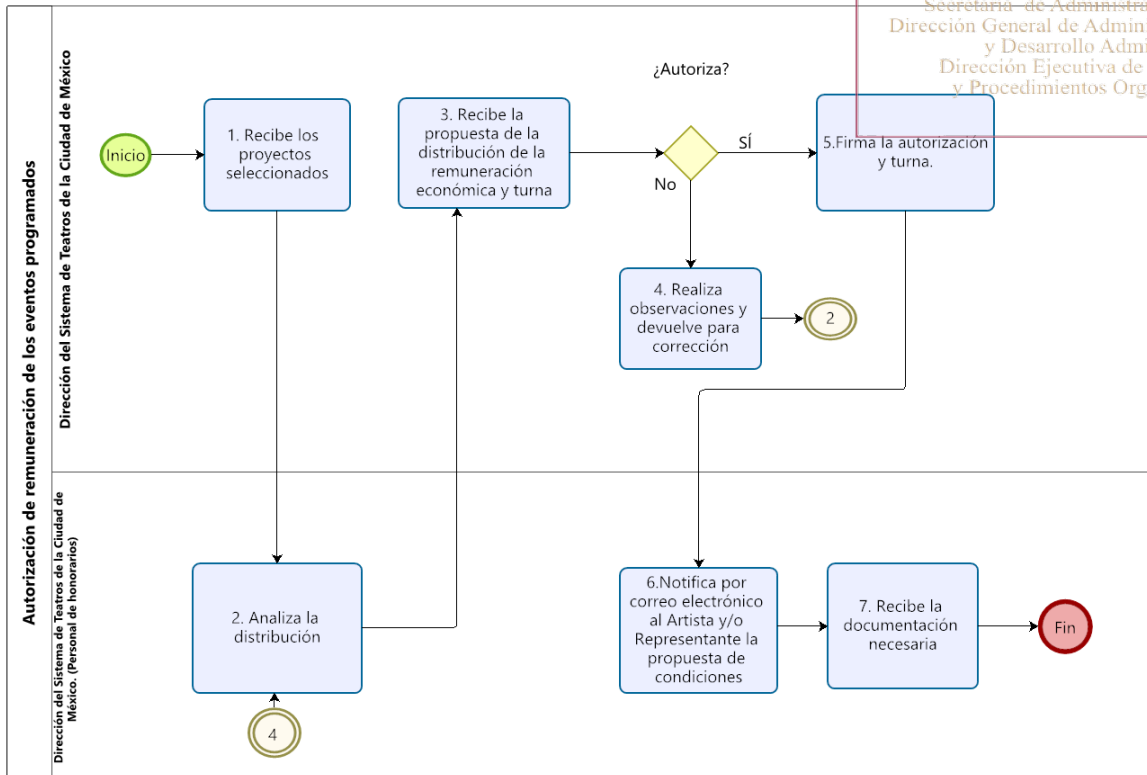 Secretaría de
Dirección General de
y Desarrollo
Dirección Ejecutiva de
y Procedimientos
Autorización de remuneración de los eventos programados
Dirección del Sistema de Teatros de la Ciudad de México
Inicio
1. Recibe los
proyectos
seleccionados
3. Recibe la
propuesta de la
distribución de la
remuneración
económica y turna
¿Autoriza?
SÍ
No
5.Firma la autorización
y turna.
4. Realiza
observaciones y
devuelve para
corrección
2
Dirección del Sistema de Teatros de la Ciudad de
México. (Personal de honorarios)
2. Analiza la
distribución
4
6.Notifica por
correo electrónico
al Artista y/o
Representante la
propuesta de
condiciones
7. Recibe la
documentación
necesaria
Fin